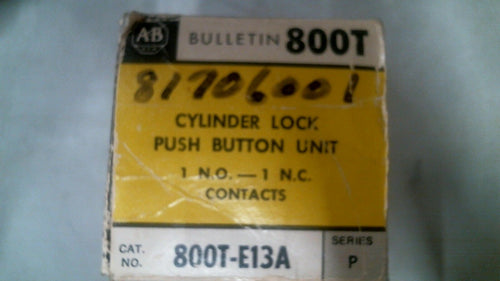 AB
BULLETIN 800T
81706001
CYLINDER LOCK
PUSH BUTTON UNIT
1 N.O. — 1 N.C.
CONTACTS
CAT. NO. 800T-E13A
SERIES P